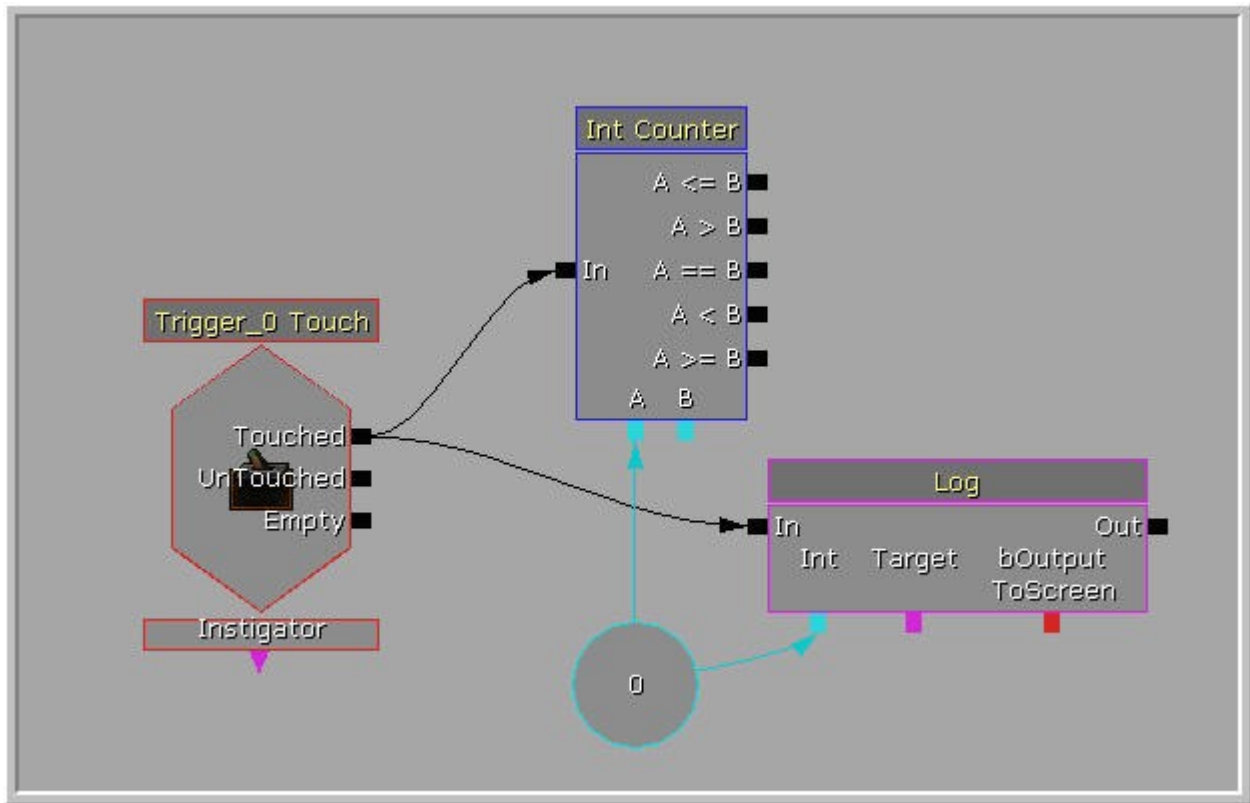 Int Counter
A <= B
A > B
In
A == B
A < B
A >= B
A B
Trigger_0 Touch
Touched
UnTouched
Empty
Instigator
Log
In
Out
Int Target bOutput
ToScreen
0